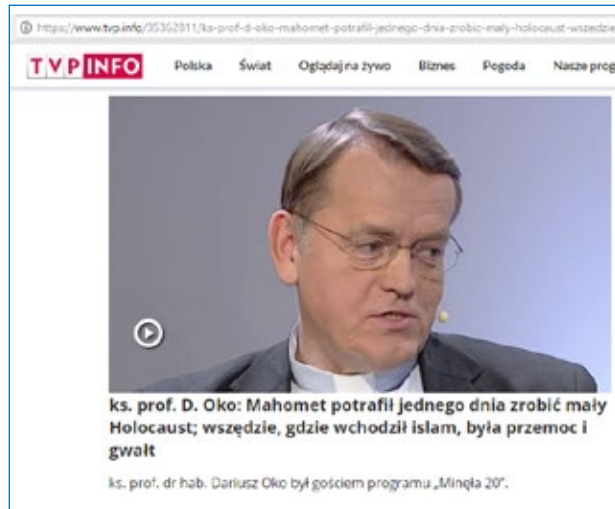 https://www.tvp.info/35362811/ks-prof-d-oko-mahomet-potrafil-jednego-dnia-zrobic-maly-holocaust-wszedzie
TVP INFO Polska Świat Oglądaj na żywo Biznes Pogoda Nasze prog
ks. prof. D. Oko: Mahomet potrafił jednego dnia zrobić mały
Holocaust; wszędzie, gdzie wchodził islam, była przemoc i
gwałt
ks. prof. dr hab. Dariusz Oko był gościem programu „Minęła 20”.